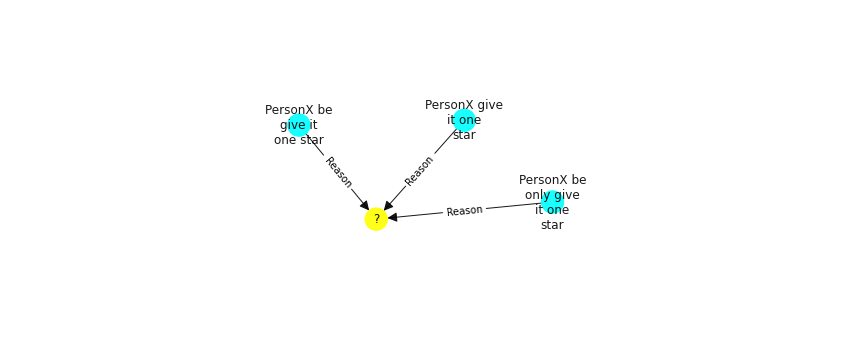 PersonX be
give it
one star
PersonX give
it one
star
PersonX be
only give
it one
star
Reason
Reason
Reason
?